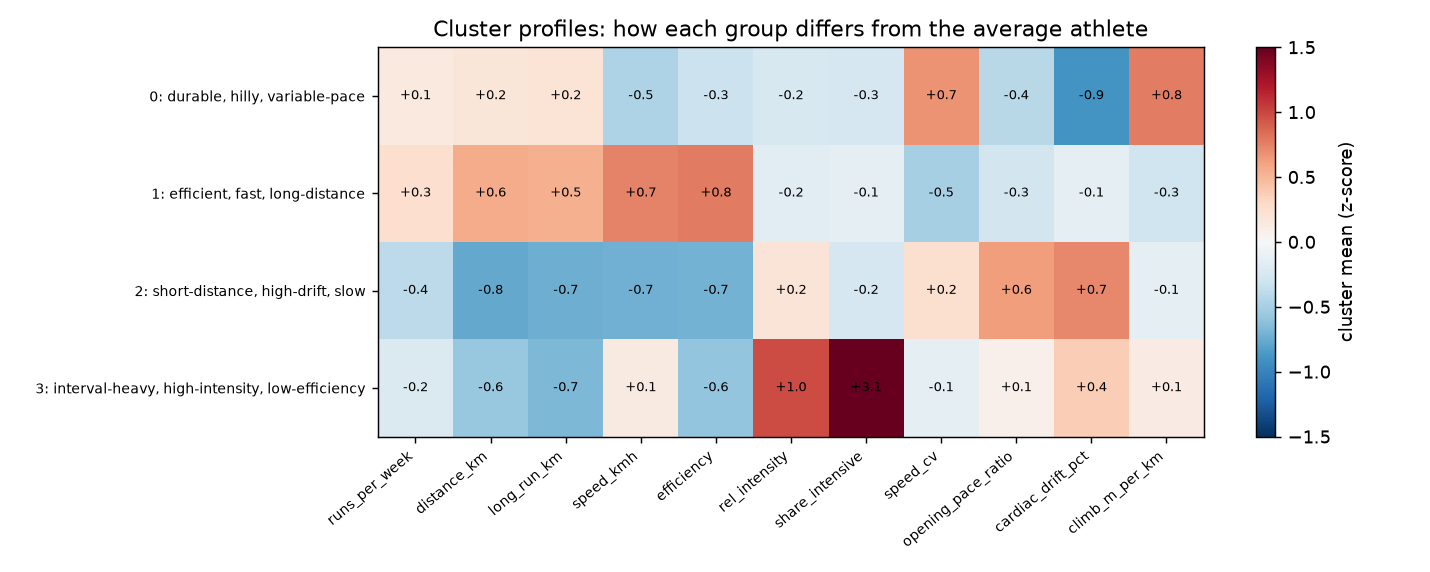 Cluster profiles: how each group differs from the average athlete
0: durable, hilly, variable-pace
+0.1 +0.2 +0.2 -0.5 -0.3 -0.2 -0.3 +0.7 -0.4 -0.9 +0.8
1: efficient, fast, long-distance
+0.3 +0.6 +0.5 +0.7 +0.8 -0.2 -0.1 -0.5 -0.3 -0.1 -0.3
2: short-distance, high-drift, slow
-0.4 -0.8 -0.7 -0.7 -0.7 +0.2 -0.2 +0.2 +0.6 +0.7 -0.1
3: interval-heavy, high-intensity, low-efficiency
-0.2 -0.6 -0.7 +0.1 -0.6 +1.0 +3.1 -0.1 +0.1 +0.4 +0.1
runs_per_week
distance_km
long_run_km
speed_kmh
efficiency
rel_intensity
share_intensive
speed_cv
opening_pace_ratio
cardiac_drift_pct
climb_m_per_km
1.5
1.0
0.5
0.0
−0.5
−1.0
−1.5
cluster mean (z-score)